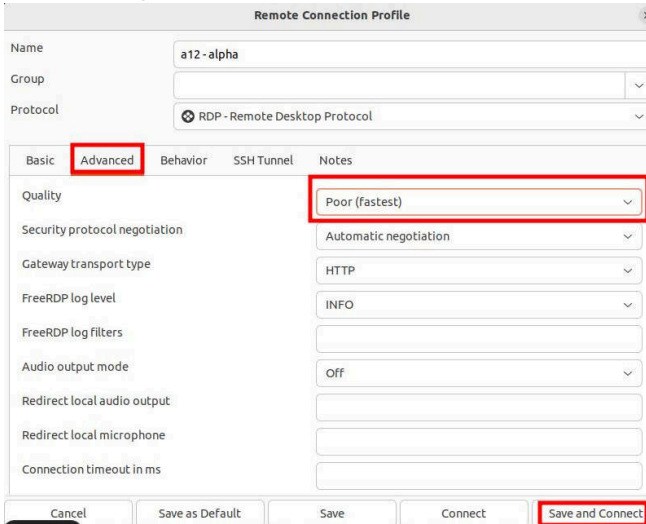 Remote Connection Profile
Name
a12-alpha
Group
Protocol
RDP - Remote Desktop Protocol
Basic Advanced Behavior SSH Tunnel Notes
Quality
Poor (fastest)
Security protocol negotiation
Automatic negotiation
Gateway transport type
HTTP
FreeRDP log level
INFO
FreeRDP log filters
Audio output mode
Off
Redirect local audio output
Redirect local microphone
Connection timeout in ms
Cancel Save as Default Save Connect Save and Connect